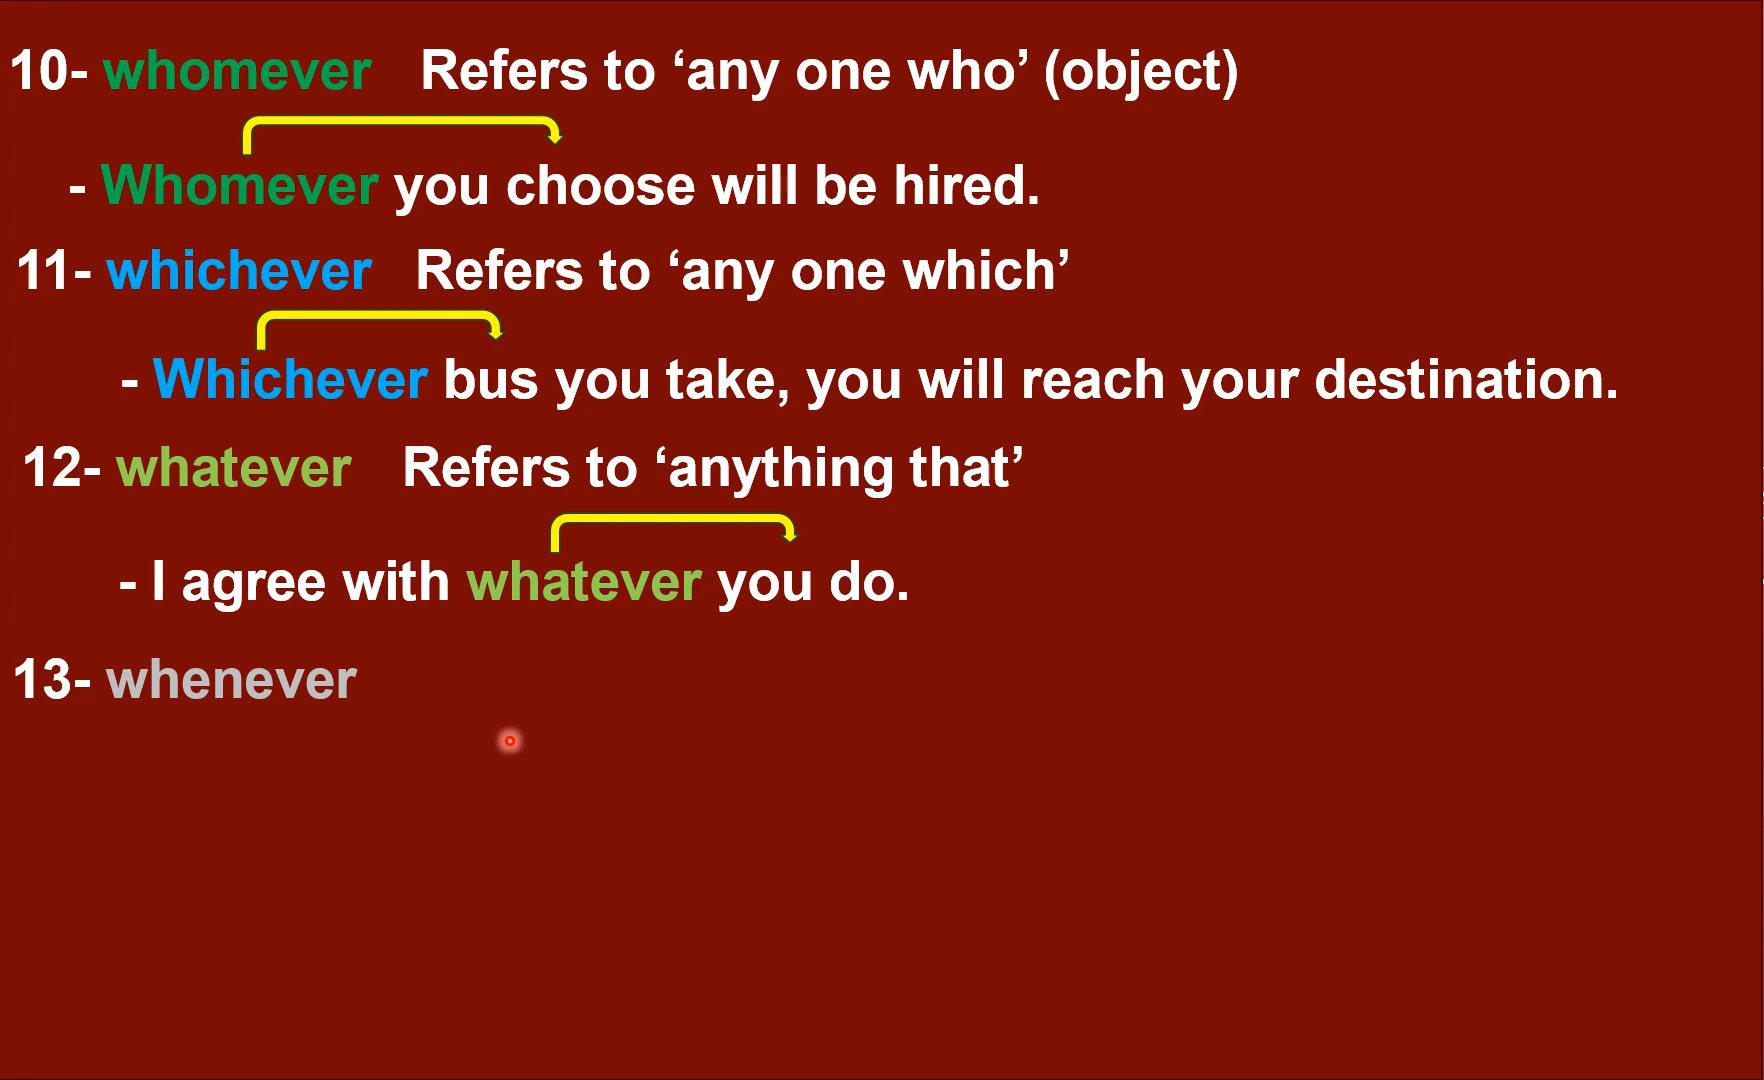 10- whomever Refers to ‘any one who’ (object)
- Whomever you choose will be hired.
11- whichever Refers to ‘any one which’
- Whichever bus you take, you will reach your destination.
12- whatever Refers to ‘anything that’
- I agree with whatever you do.
13- whenever